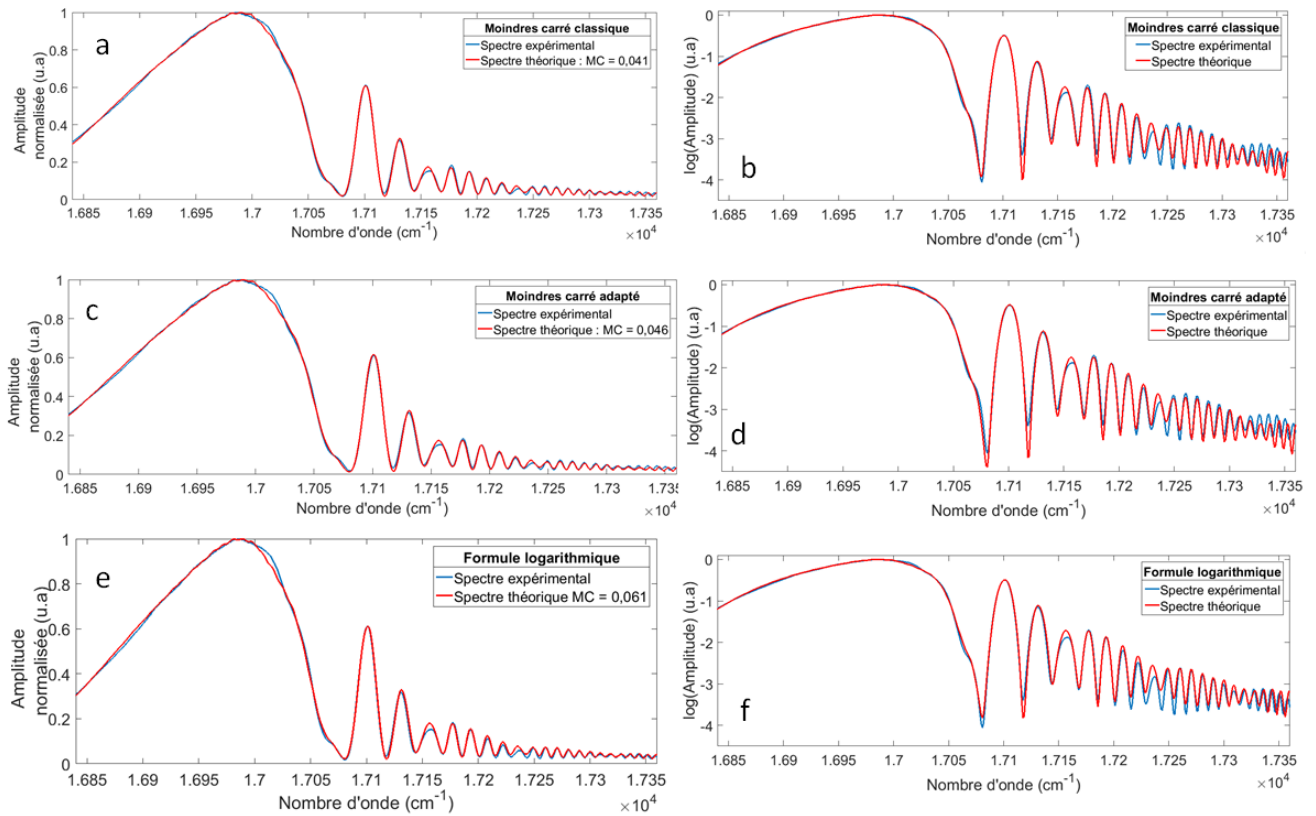 a
Moindres carré classique
Spectre expérimental
Spectre théorique : MC = 0,041
Amplitude
normalisée (u.a)
1
0.8
0.6
0.4
0.2
0
1.685 1.69 1.695 1.7 1.705 1.71 1.715 1.72 1.725 1.73 1.735
Nombre d'onde (cm-1)
×10⁴
b
Moindres carré classique
Spectre expérimental
Spectre théorique
log(Amplitude) (u.a)
0
-1
-2
-3
-4
1.685 1.69 1.695 1.7 1.705 1.71 1.715 1.72 1.725 1.73 1.735
Nombre d'onde (cm-1)
×10⁴
c
Moindres carré adapté
Spectre expérimental
Spectre théorique : MC = 0,046
Amplitude
normalisée (u.a)
1
0.8
0.6
0.4
0.2
0
1.685 1.69 1.695 1.7 1.705 1.71 1.715 1.72 1.725 1.73 1.735
Nombre d'onde (cm-1)
×10⁴
d
Moindres carré adapté
Spectre expérimental
Spectre théorique
log(Amplitude) (u.a)
0
-1
-2
-3
-4
1.685 1.69 1.695 1.7 1.705 1.71 1.715 1.72 1.725 1.73 1.735
Nombre d'onde (cm-1)
×10⁴
e
Formule logarithmique
Spectre expérimental
Spectre théorique MC = 0,061
Amplitude
normalisée (u.a)
1
0.8
0.6
0.4
0.2
0
1.685 1.69 1.695 1.7 1.705 1.71 1.715 1.72 1.725 1.73 1.735
Nombre d'onde (cm-1)
×10⁴
f
Formule logarithmique
Spectre expérimental
Spectre théorique
log(Amplitude) (u.a)
0
-1
-2
-3
-4
1.685 1.69 1.695 1.7 1.705 1.71 1.715 1.72 1.725 1.73 1.735
Nombre d'onde (cm-1)
×10⁴